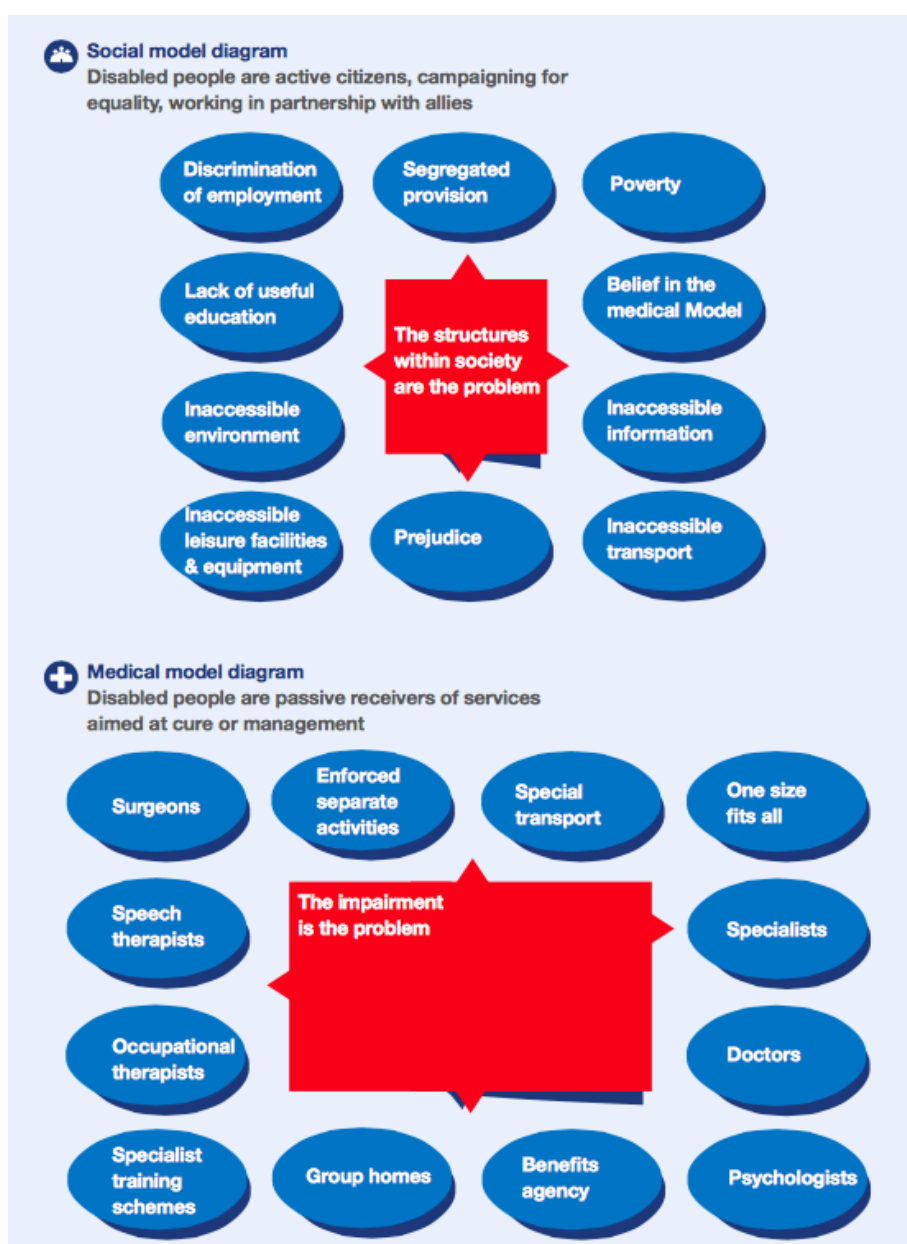 Social model diagram
Disabled people are active citizens, campaigning for
equality, working in partnership with allies
Discrimination
of employment
Segregated
provision
Poverty
Lack of useful
education
The structures
within society
are the problem
Belief in the
medical Model
Inaccessible
environment
Inaccessible
information
Inaccessible
leisure facilities
& equipment
Prejudice
Inaccessible
transport
Medical model diagram
Disabled people are passive receivers of services
aimed at cure or management
Surgeons
Enforced
separate
activities
Special
transport
One size
fits all
Speech
therapists
The impairment
is the problem
Specialists
Occupational
therapists
Doctors
Specialist
training
schemes
Group homes
Benefits
agency
Psychologists